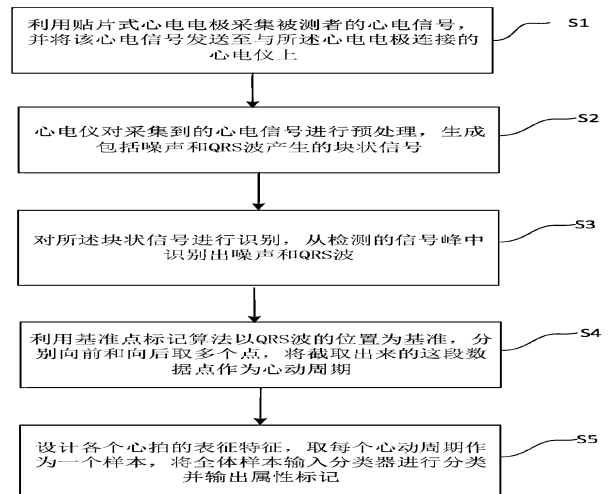 利用贴片式心电电极采集被测者的心电信号，
并将该心电信号发送至与所述心电电极连接的
心电仪上
S1
心电仪对采集到的心电信号进行预处理，生成
包括噪声和QRS波产生的块状信号
S2
对所述块状信号进行识别，从检测的信号峰中
识别出噪声和QRS波
S3
利用基准点标记算法以QRS波的位置为基准，分
别向前和向后取多个点，将截取出来的这段数
据点作为心动周期
S4
设计各个心拍的表征特征，取每个心动周期作
为一个样本，将全体样本输入分类器进行分类
并输出属性标记
S5